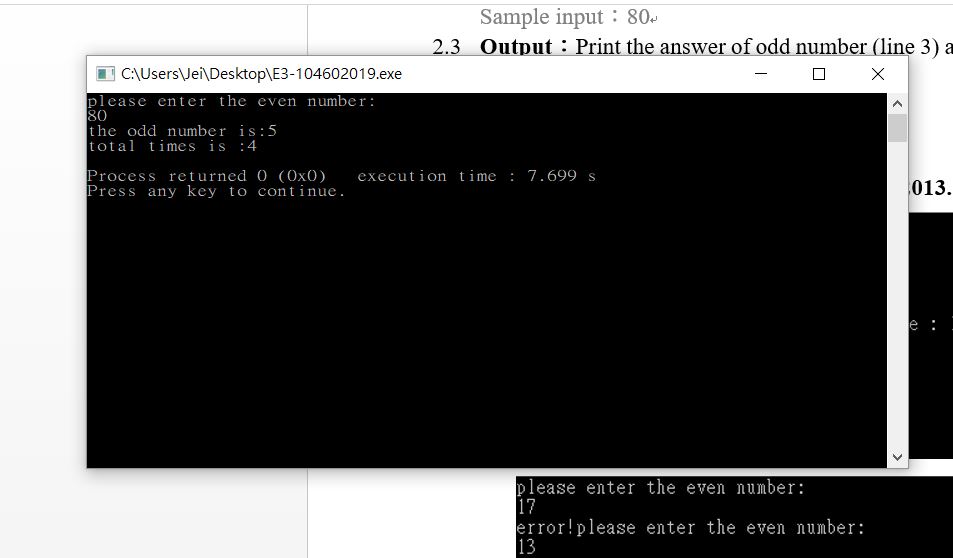 Sample input：80
2.3 Output：Print the answer of odd number (line 3) a
C:\Users\Jei\Desktop\E3-104602019.exe
please enter the even number:
80
the odd number is:5
total times is :4
Process returned 0 (0x0)   execution time : 7.699 s
Press any key to continue.
013.
e :
please enter the even number:
17
error!please enter the even number:
13